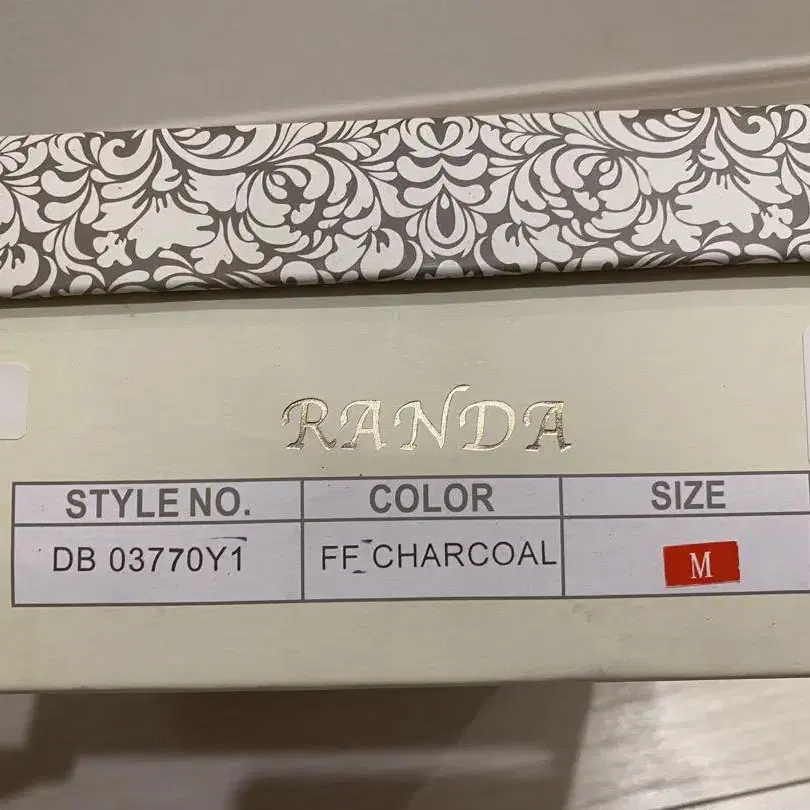 RANDA
STYLE NO. COLOR SIZE
DB 03770Y1 FF CHARCOAL M